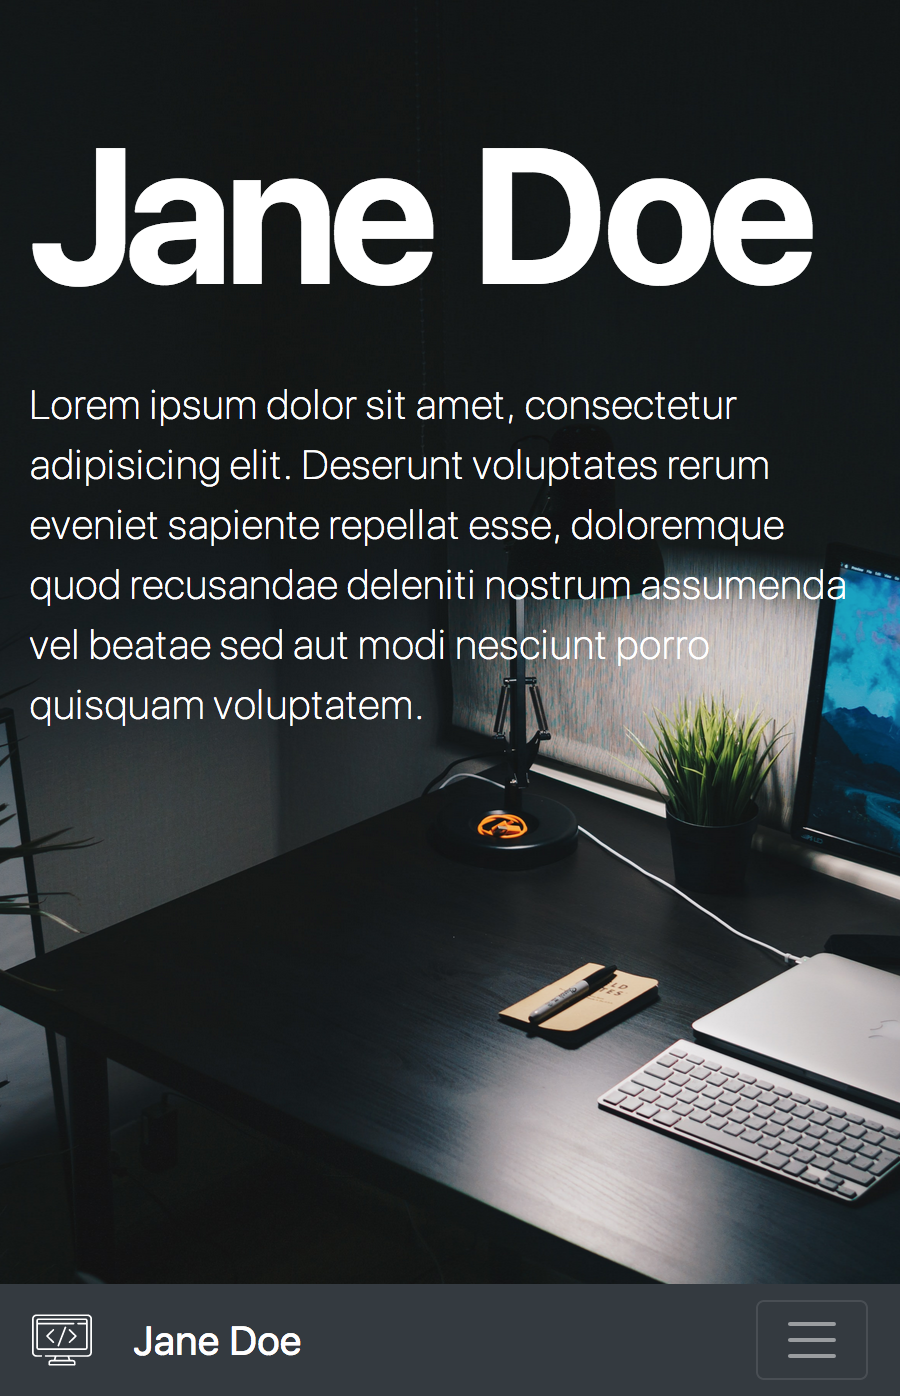 Jane Doe
Lorem ipsum dolor sit amet, consectetur
adipisicing elit. Deserunt voluptates rerum
eveniet sapiente repellat esse, doloremque
quod recusandae deleniti nostrum assumenda
vel beatae sed aut modi nesciunt porro
quisquam voluptatem.
</>
Jane Doe